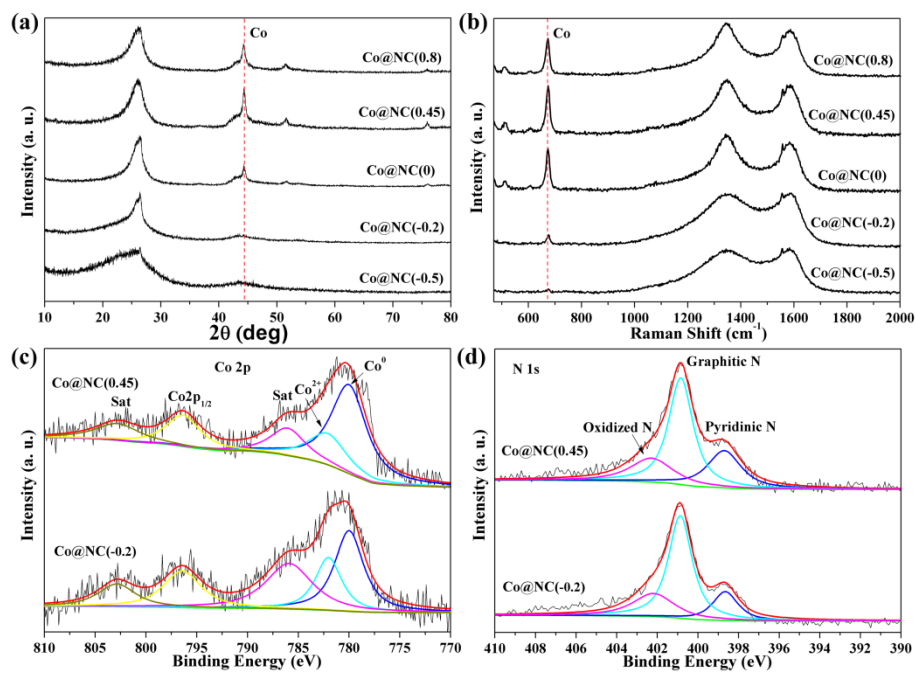 (a)
Co
Co@NC(0.8)
Co@NC(0.45)
Co@NC(0)
Co@NC(-0.2)
Co@NC(-0.5)
Intensity (a. u.)
10 20 30 40 50 60 70 80
2θ (deg)
(b)
Co
Co@NC(0.8)
Co@NC(0.45)
Co@NC(0)
Co@NC(-0.2)
Co@NC(-0.5)
Intensity (a. u.)
600 800 1000 1200 1400 1600 1800 2000
Raman Shift (cm⁻¹)
(c)
Co 2p
Co@NC(0.45)
Sat
Co2p₁/₂
Sat
Co²⁺
Co⁰
Co@NC(-0.2)
Intensity (a. u.)
810 805 800 795 790 785 780 775 770
Binding Energy (eV)
(d)
N 1s
Graphitic N
Oxidized N
Pyridinic N
Co@NC(0.45)
Co@NC(-0.2)
Intensity (a. u.)
410 408 406 404 402 400 398 396 394 392 390
Binding Energy (eV)